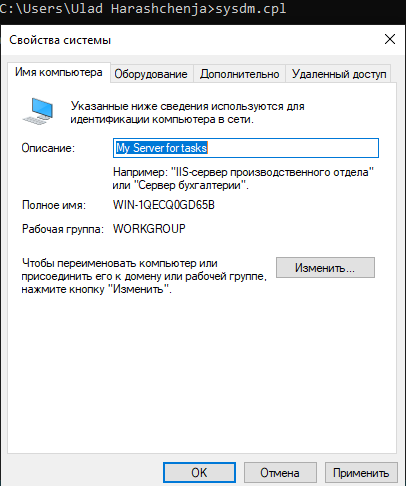 C:\Users\Ulad Harashchenja>sysdm.cpl
Свойства системы
Имя компьютера Оборудование Дополнительно Удаленный доступ
Указанные ниже сведения используются для
идентификации компьютера в сети.
Описание: My Server for tasks
Например: "IIS-сервер производственного отдела"
или "Сервер бухгалтерии".
Полное имя: WIN-1QECQ0GD65B
Рабочая группа: WORKGROUP
Чтобы переименовать компьютер или
присоединить его к домену или рабочей группе,
нажмите кнопку "Изменить".
Изменить...
OK Отмена Применить